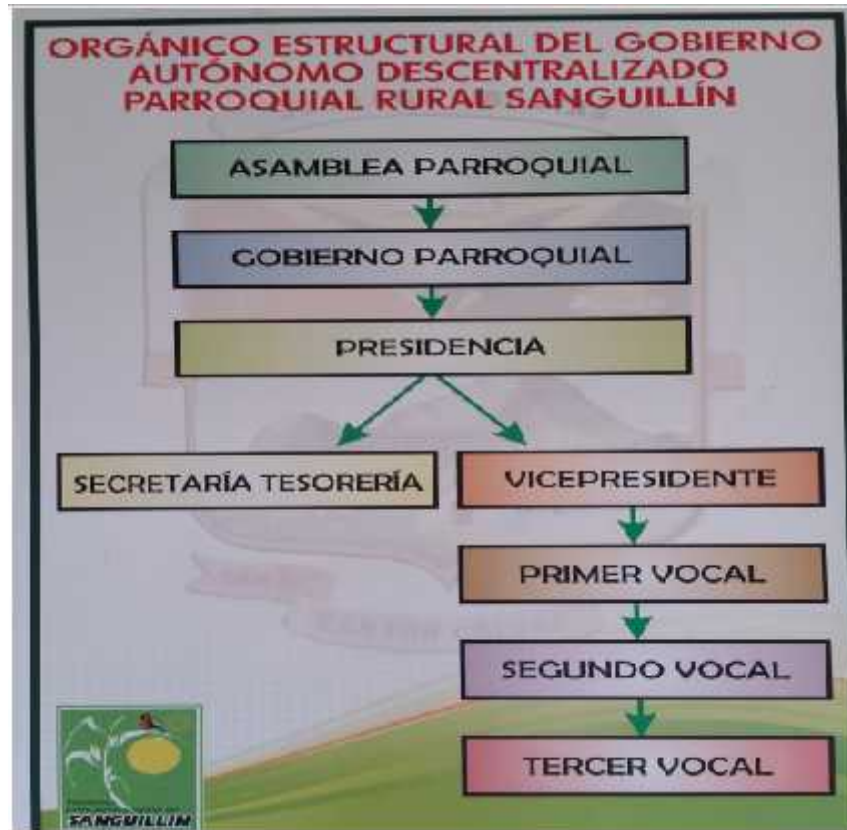 ORGÁNICO ESTRUCTURAL DEL GOBIERNO
AUTÓNOMO DESCENTRALIZADO
PARROQUIAL RURAL SANGUILLÍN
ASAMBLEA PARROQUIAL
GOBIERNO PARROQUIAL
PRESIDENCIA
SECRETARÍA TESORERÍA
VICEPRESIDENTE
PRIMER VOCAL
SEGUNDO VOCAL
TERCER VOCAL
SANGUILLIN